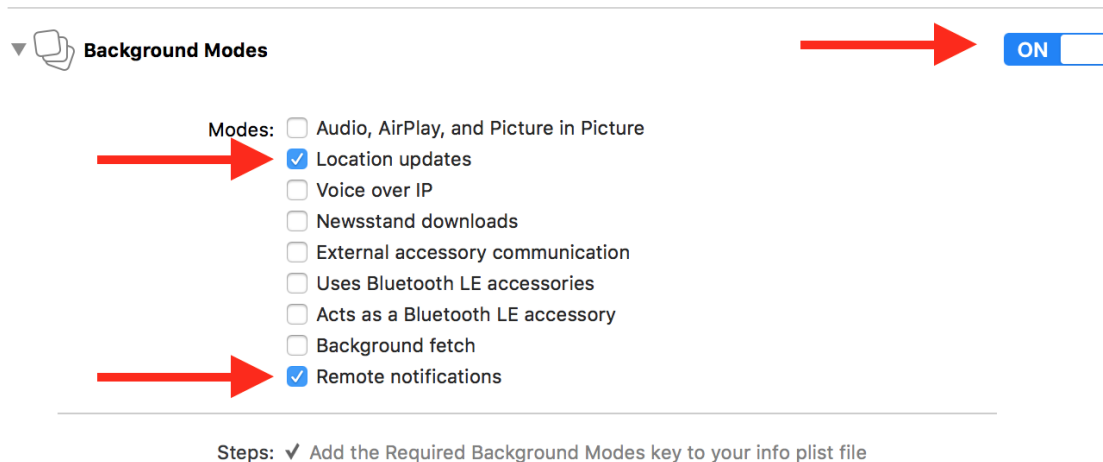 Background Modes
ON
Modes: Audio, AirPlay, and Picture in Picture
Location updates
Voice over IP
Newsstand downloads
External accessory communication
Uses Bluetooth LE accessories
Acts as a Bluetooth LE accessory
Background fetch
Remote notifications
Steps: ✓ Add the Required Background Modes key to your info plist file